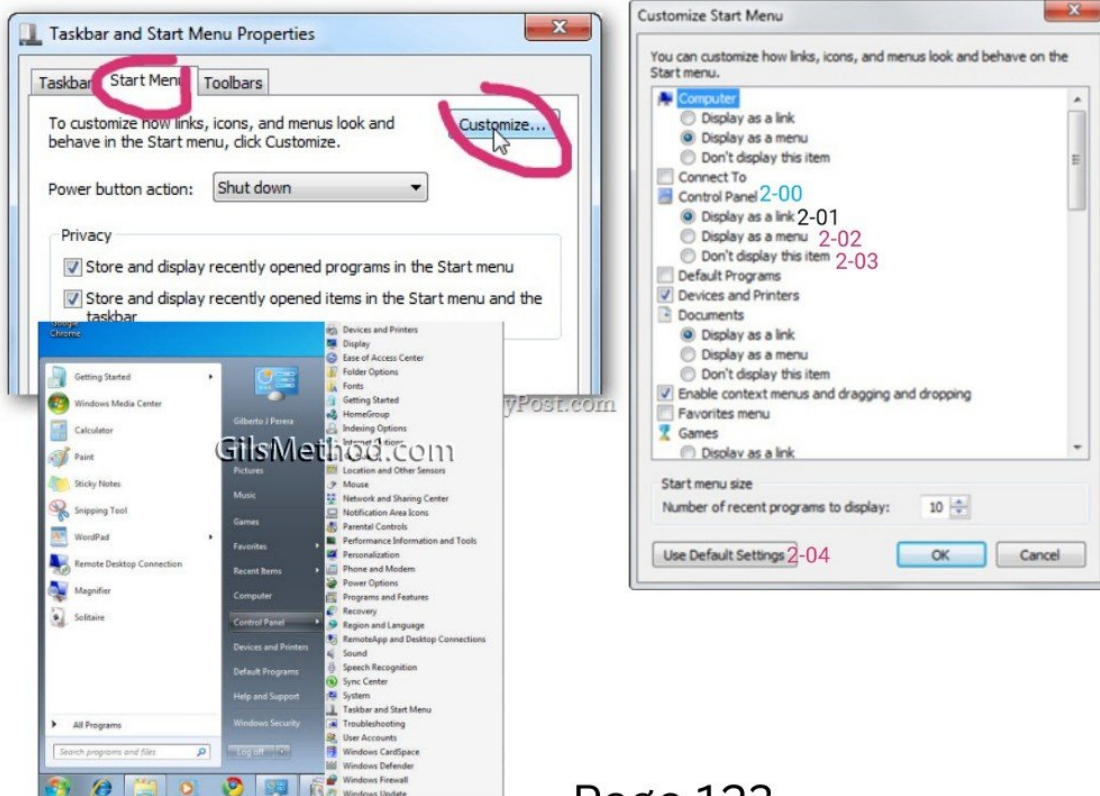 Taskbar and Start Menu Properties
Taskbar Start Menu Toolbars
To customize how links, icons, and menus look and
behave in the Start menu, click Customize.
Customize...
Power button action: Shut down
Privacy
Store and display recently opened programs in the Start menu
Store and display recently opened items in the Start menu and the
taskbar
yPost.com
Customize Start Menu
You can customize how links, icons, and menus look and behave on the
Start menu.
Computer
Display as a link
Display as a menu
Don't display this item
Connect To
Control Panel 2-00
Display as a link 2-01
Display as a menu 2-02
Don't display this item 2-03
Default Programs
Devices and Printers
Documents
Display as a link
Display as a menu
Don't display this item
Enable context menus and dragging and dropping
Favorites menu
Games
Display as a link
Start menu size
Number of recent programs to display: 10
Use Default Settings 2-04
OK Cancel
Google
Chrome
Getting Started
Windows Media Center
Calculator
Paint
Sticky Notes
Snipping Tool
WordPad
Remote Desktop Connection
Magnifier
Solitaire
All Programs
Search programs and files
Gilberto J Perera
GilsMethod.com
Pictures
Music
Games
Favorites
Recent Items
Computer
Control Panel
Devices and Printers
Default Programs
Help and Support
Windows Security
Log off
Devices and Printers
Display
Ease of Access Center
Folder Options
Fonts
Getting Started
HomeGroup
Indexing Options
Internet Options
Location and Other Sensors
Mouse
Network and Sharing Center
Notification Area Icons
Parental Controls
Performance Information and Tools
Personalization
Phone and Modem
Power Options
Programs and Features
Recovery
Region and Language
RemoteApp and Desktop Connections
Sound
Speech Recognition
Sync Center
System
Taskbar and Start Menu
Troubleshooting
User Accounts
Windows CardSpace
Windows Defender
Windows Firewall
Windows Update